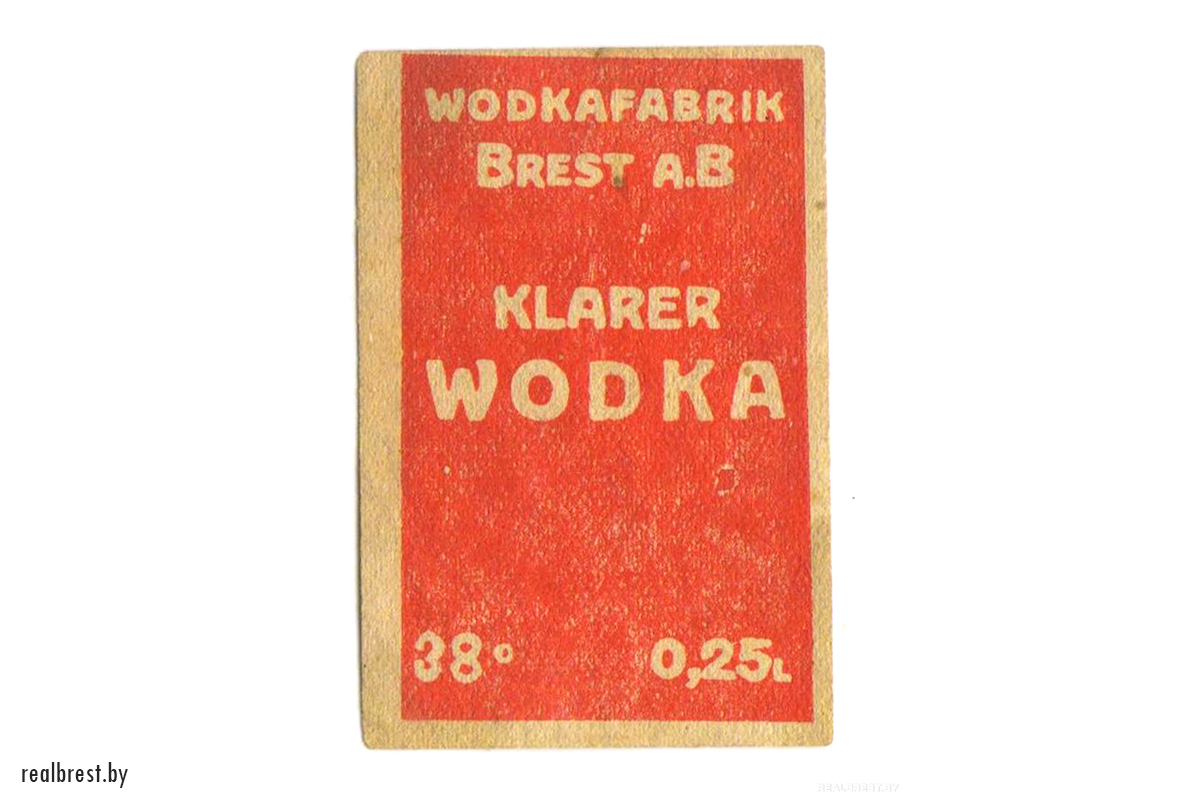 WODKAFABRIK
BREST A.B
KLARER
WODKA
38° 0,25L
realbrest.by